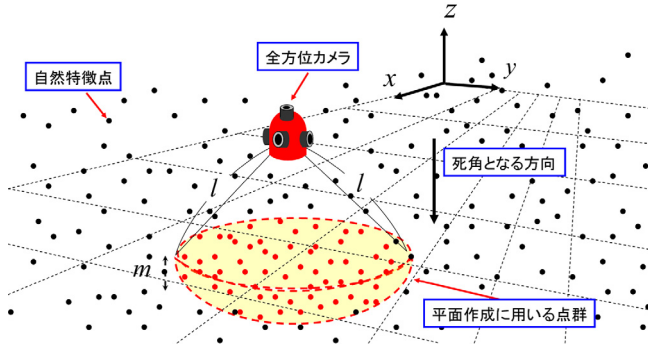 z
全方位カメラ
自然特徴点
x
y
死角となる方向
l
l
m
平面作成に用いる点群